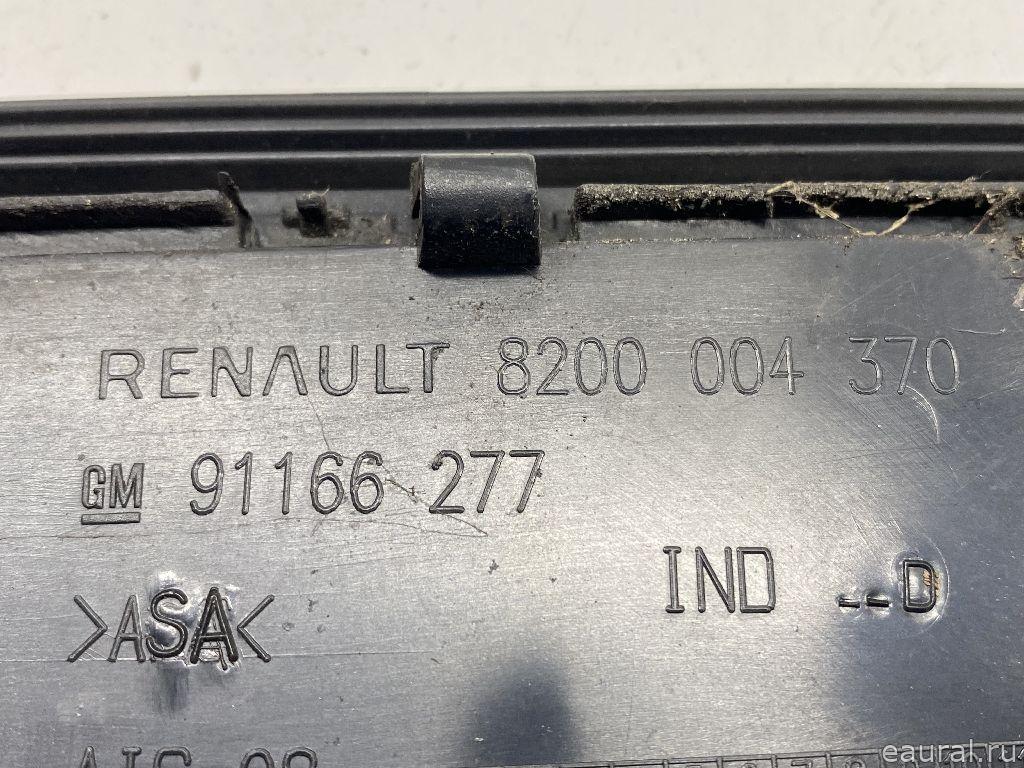 RENAULT 8200 004 370
GM 91166 277
IND --D
>ASA<
eaural.ru